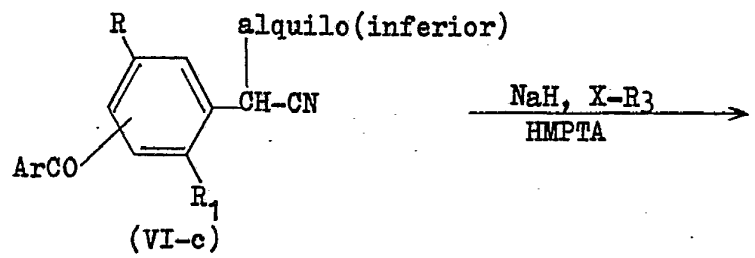 R
alquilo(inferior)
CH-CN
NaH, X-R3
HMPTA
ArCO
R1
(VI-c)